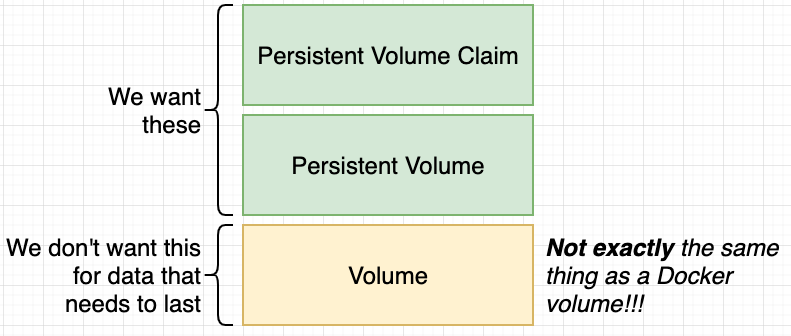 Persistent Volume Claim
We want
these
Persistent Volume
We don't want this
for data that
needs to last
Volume
Not exactly the same
thing as a Docker
volume!!!